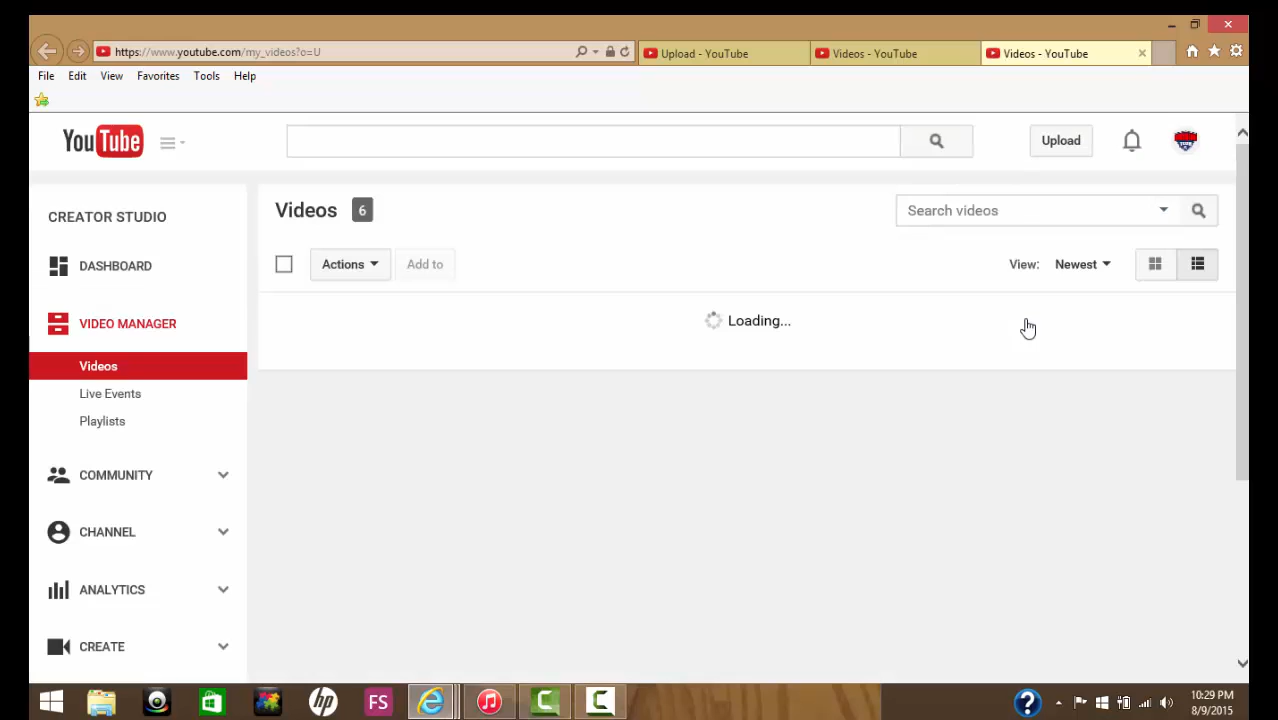 https://www.youtube.com/my_videos?o=U
Upload - YouTube
Videos - YouTube
Videos - YouTube
File Edit View Favorites Tools Help
YouTube
Upload
CREATOR STUDIO
DASHBOARD
VIDEO MANAGER
Videos
Live Events
Playlists
COMMUNITY
CHANNEL
ANALYTICS
CREATE
Videos 6
Search videos
Actions
Add to
View: Newest
Loading...
hp
FS
10:29 PM
8/9/2015